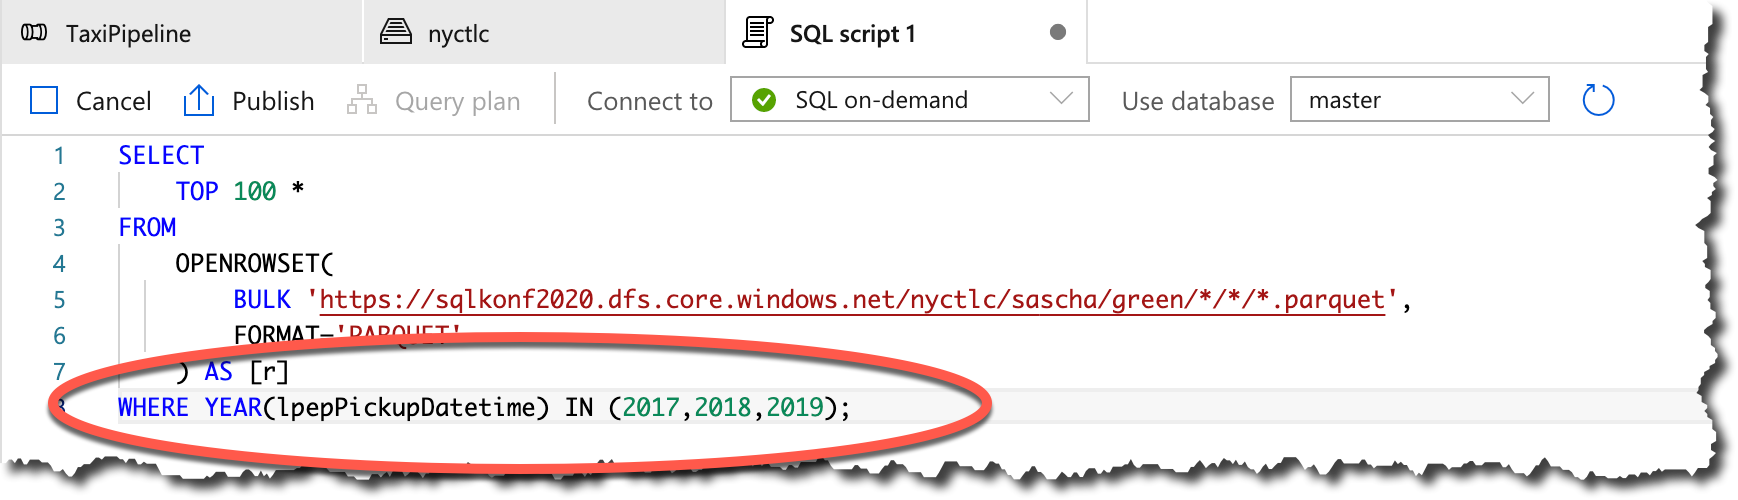 TaxiPipeline nyctlc SQL script 1
Cancel Publish Query plan Connect to SQL on-demand Use database master
1 SELECT
2 TOP 100 *
3 FROM
4 OPENROWSET(
5 BULK 'https://sqlkonf2020.dfs.core.windows.net/nyctlc/sascha/green/*/*/*.parquet',
6 FORMAT='PARQUET'
7 ) AS [r]
8 WHERE YEAR(lpepPickupDatetime) IN (2017,2018,2019);